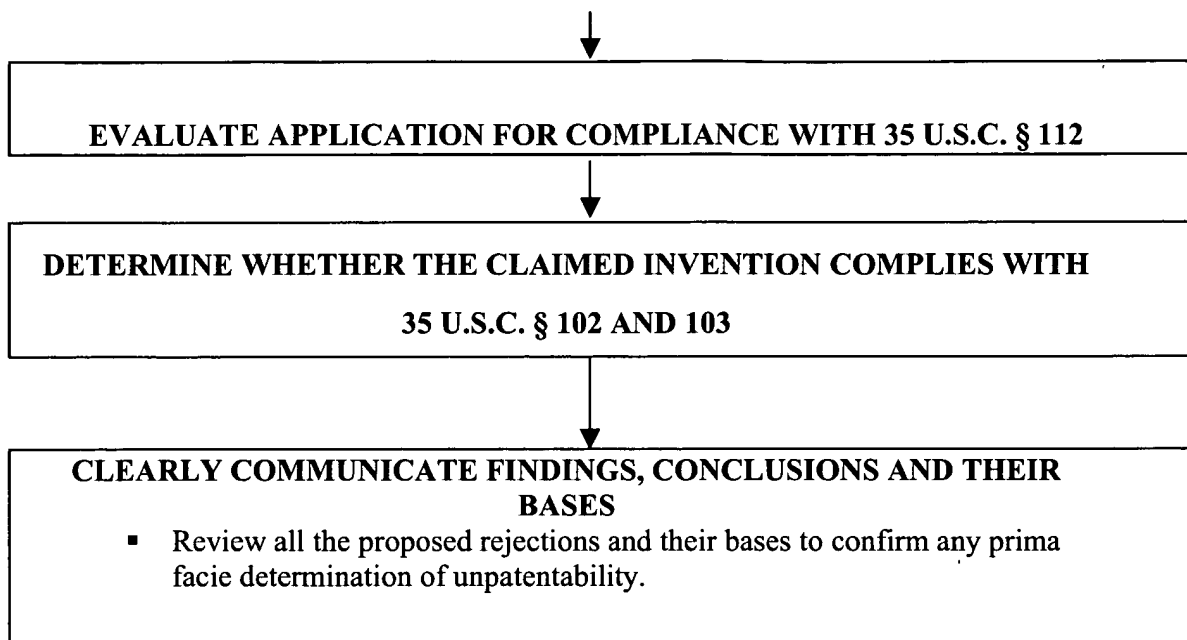 EVALUATE APPLICATION FOR COMPLIANCE WITH 35 U.S.C. § 112
DETERMINE WHETHER THE CLAIMED INVENTION COMPLIES WITH
35 U.S.C. § 102 AND 103
CLEARLY COMMUNICATE FINDINGS, CONCLUSIONS AND THEIR
BASES
▪ Review all the proposed rejections and their bases to confirm any prima
facie determination of unpatentability.